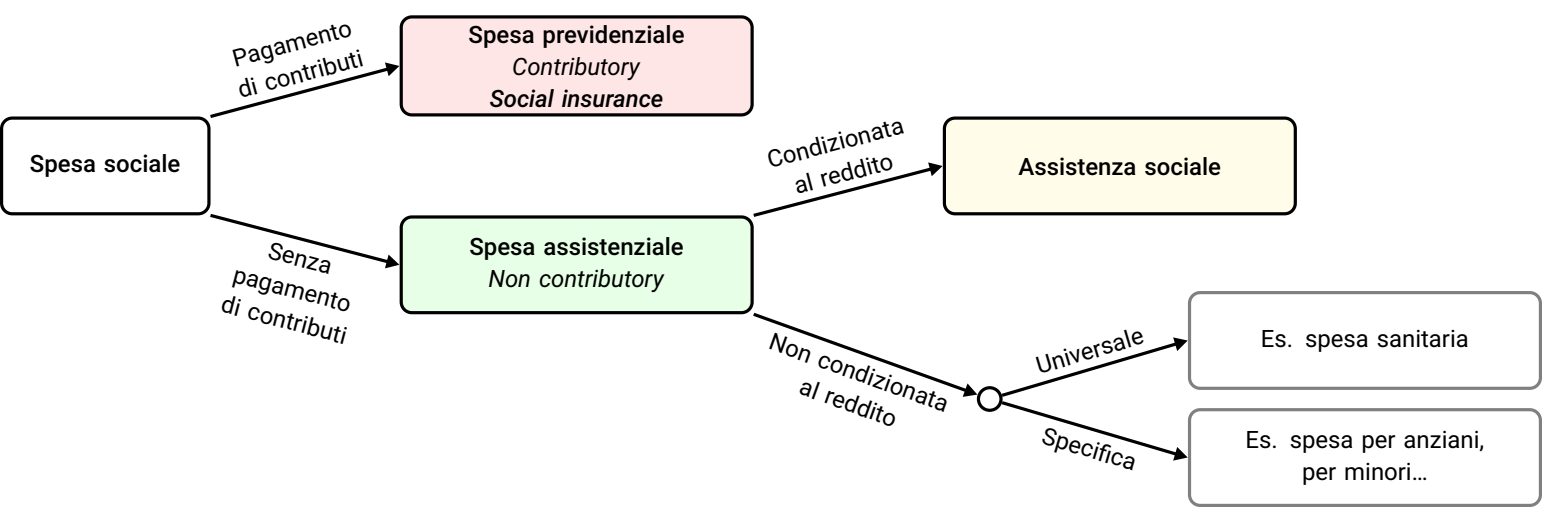 Pagamento
di contributi
Spesa previdenziale
Contributory
Social insurance
Spesa sociale
Condizionata
al reddito
Assistenza sociale
Senza
pagamento
di contributi
Spesa assistenziale
Non contributory
Non condizionata
al reddito
Universale
Es. spesa sanitaria
Specifica
Es. spesa per anziani,
per minori…